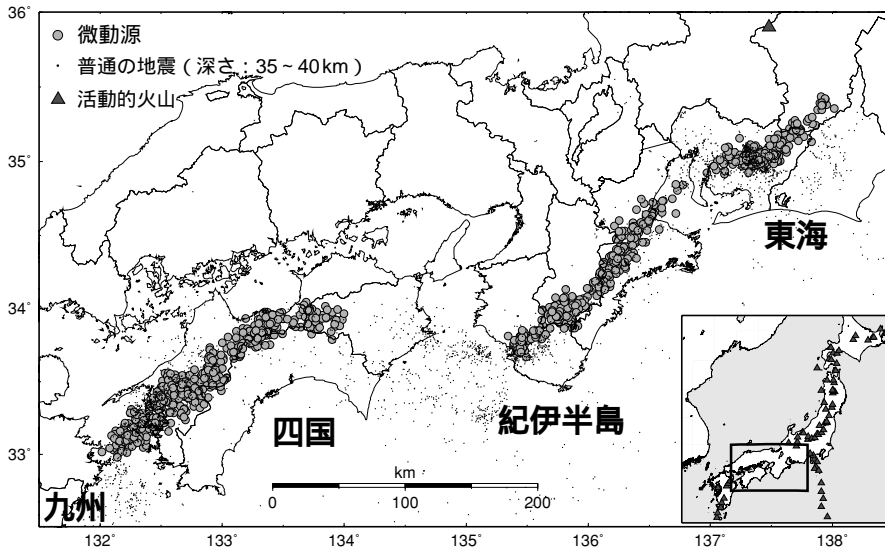 36°
微動源
普通の地震（深さ：35～40km）
活動的火山
35°
東海
34°
紀伊半島
四国
33°
九州
km
0 100 200
132 133 134 135 136 137 138